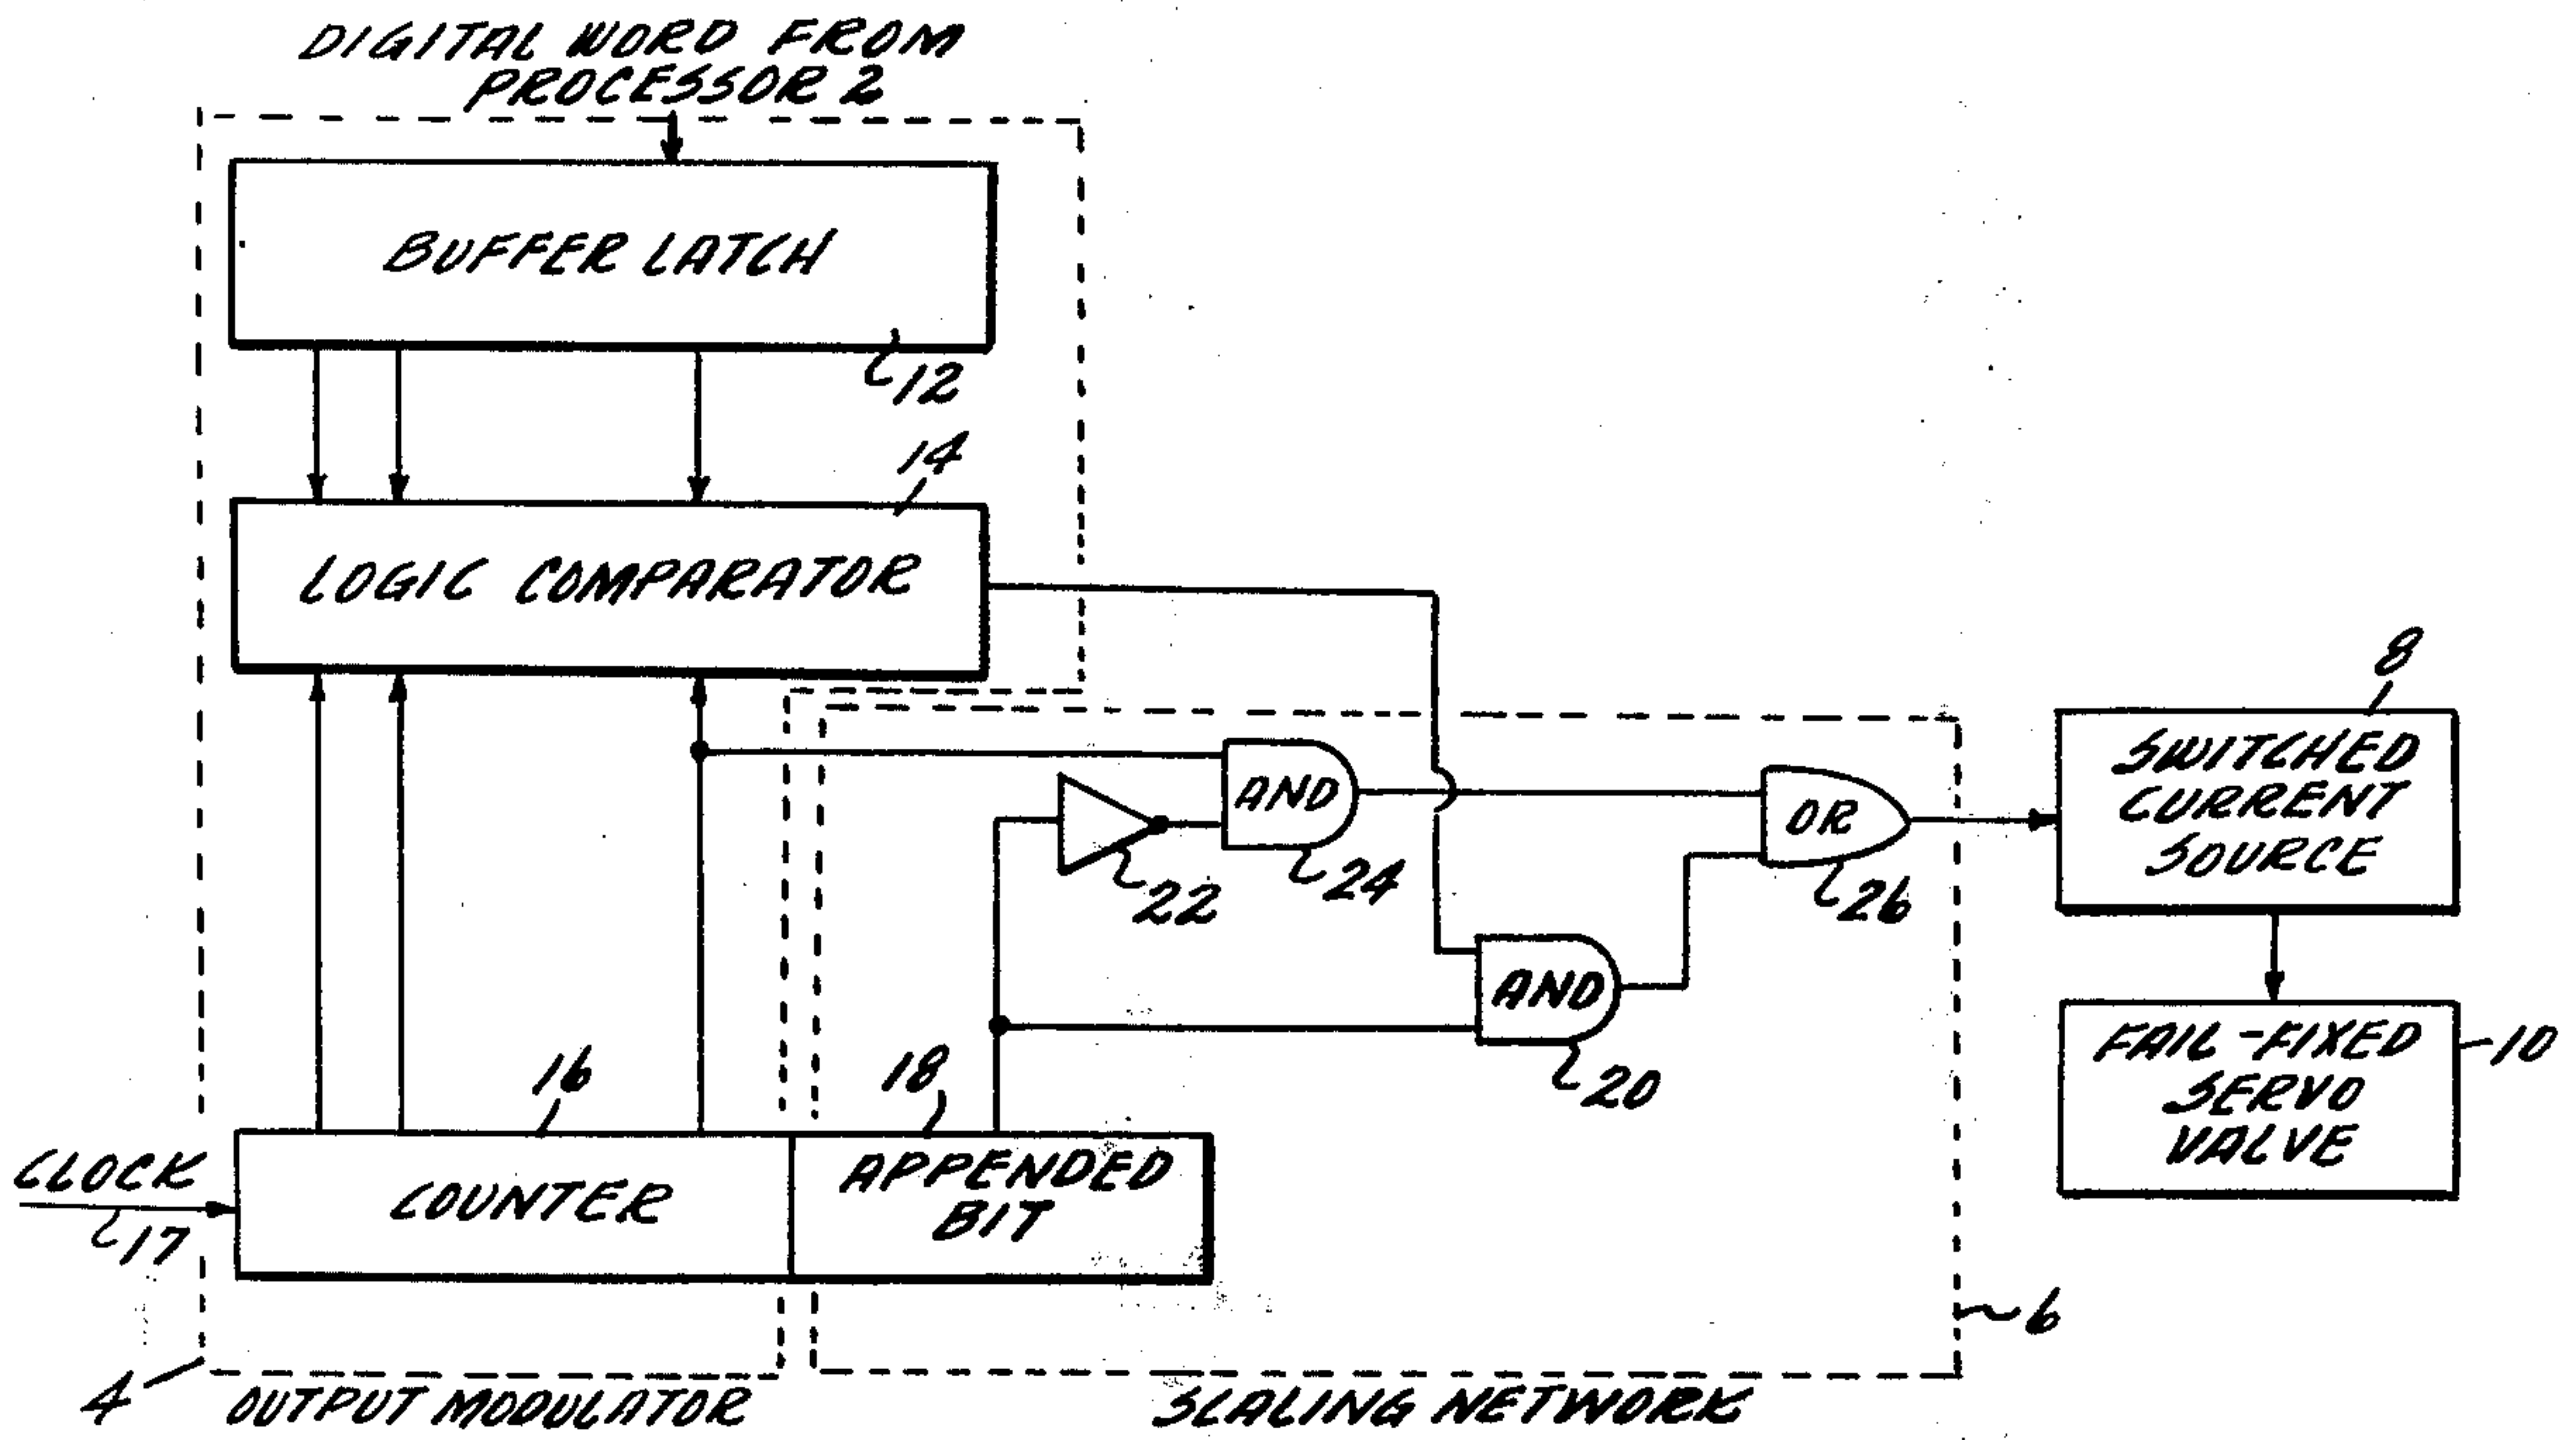 DIGITAL WORD FROM
PROCESSOR 2
BUFFER LATCH
12
14
LOGIC COMPARATOR
8
SWITCHED
CURRENT
SOURCE
AND
24
22
OR
26
AND
20
FAIL-FIXED
SERVO
VALVE
10
16
18
CLOCK
17
COUNTER
APPENDED
BIT
6
4
OUTPUT MODULATOR
SCALING NETWORK